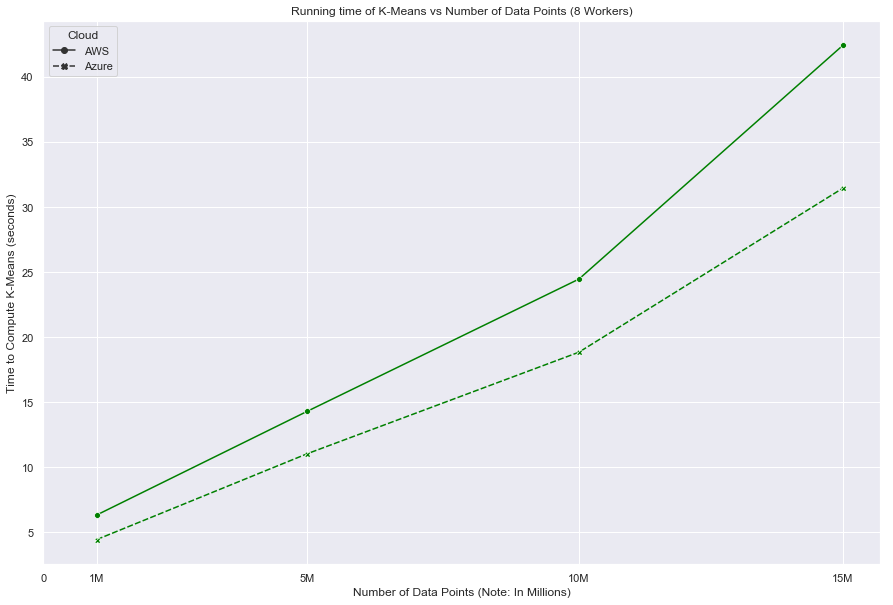 Running time of K-Means vs Number of Data Points (8 Workers)
Cloud
AWS
Azure
Time to Compute K-Means (seconds)
40
35
30
25
20
15
10
5
0
1M
5M
10M
15M
Number of Data Points (Note: In Millions)